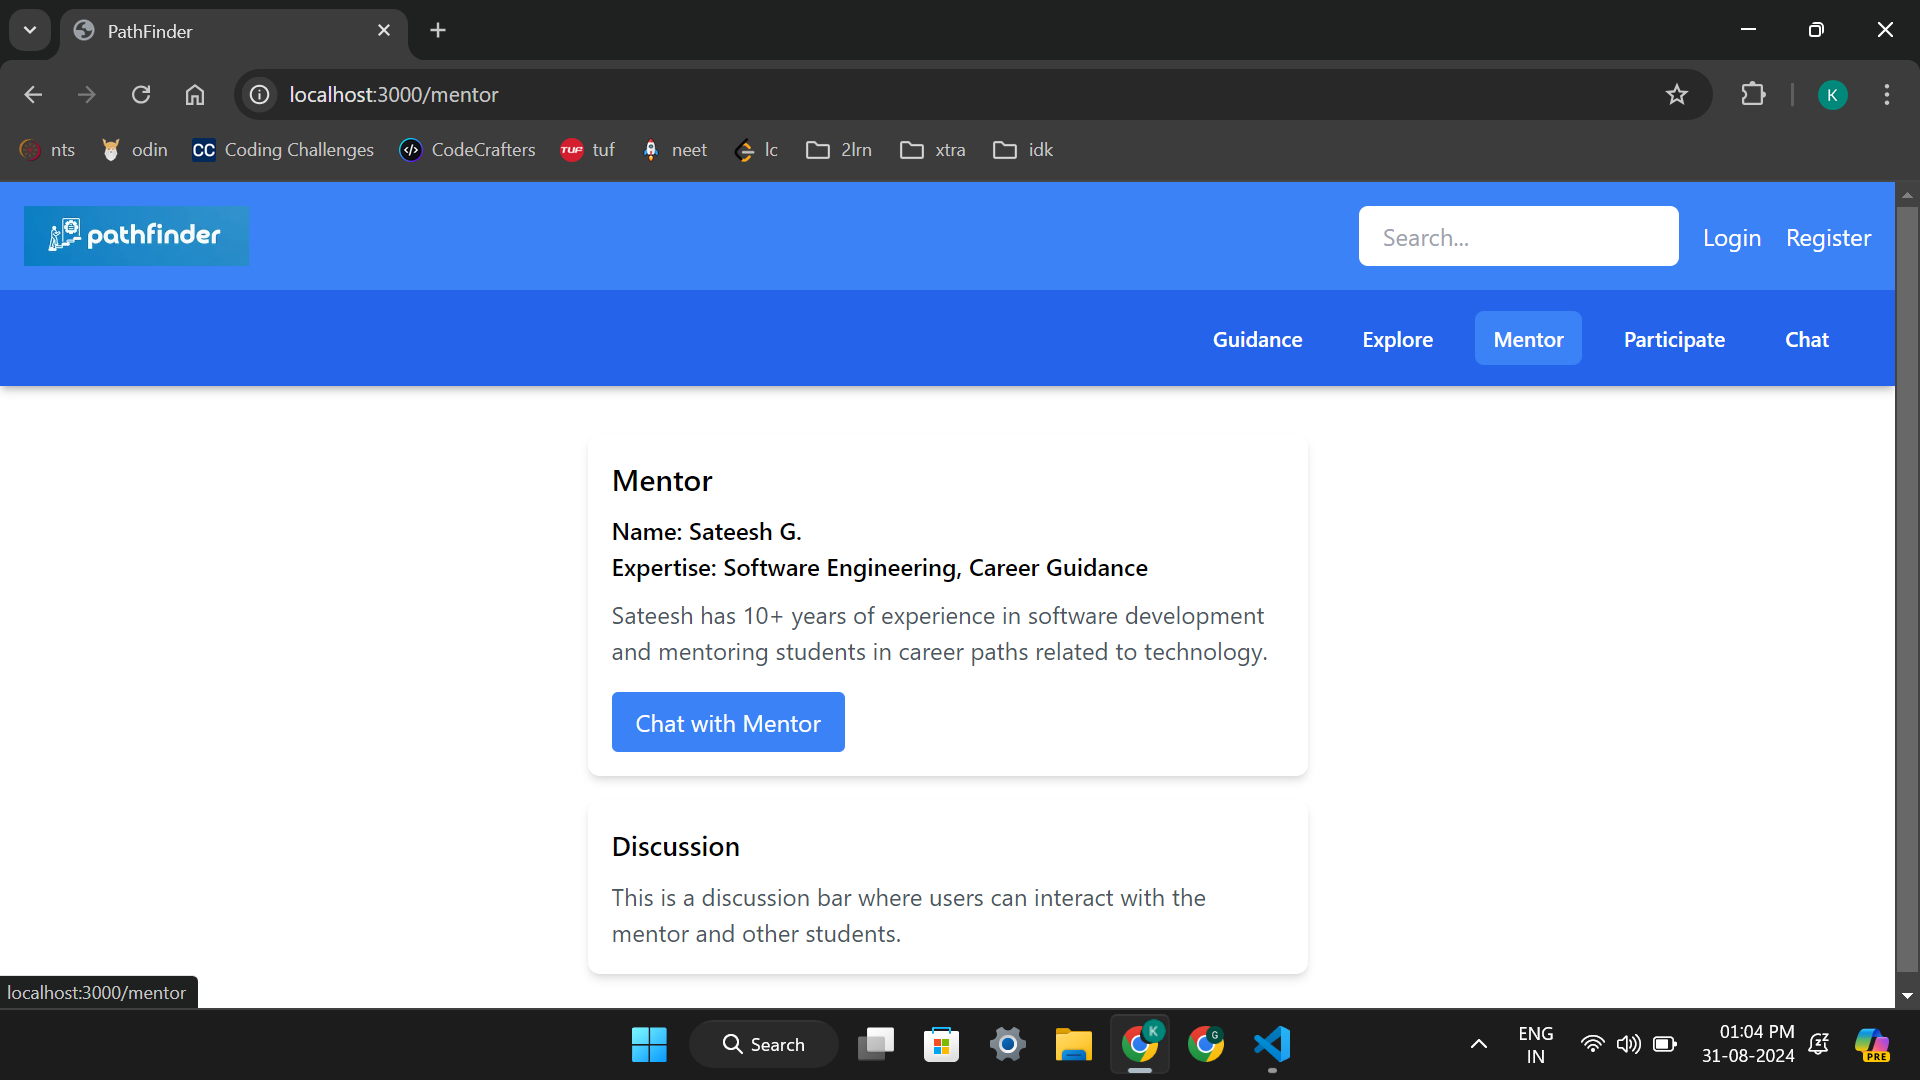 PathFinder
localhost:3000/mentor
K
nts
odin
CC Coding Challenges
CodeCrafters
TUF tuf
neet
lc
2lrn
xtra
idk
pathfinder
Search...
Login
Register
Guidance
Explore
Mentor
Participate
Chat
Mentor
Name: Sateesh G.
Expertise: Software Engineering, Career Guidance
Sateesh has 10+ years of experience in software development
and mentoring students in career paths related to technology.
Chat with Mentor
Discussion
This is a discussion bar where users can interact with the
mentor and other students.
localhost:3000/mentor
Search
K
G
ENG
IN
01:04 PM
31-08-2024
PRE